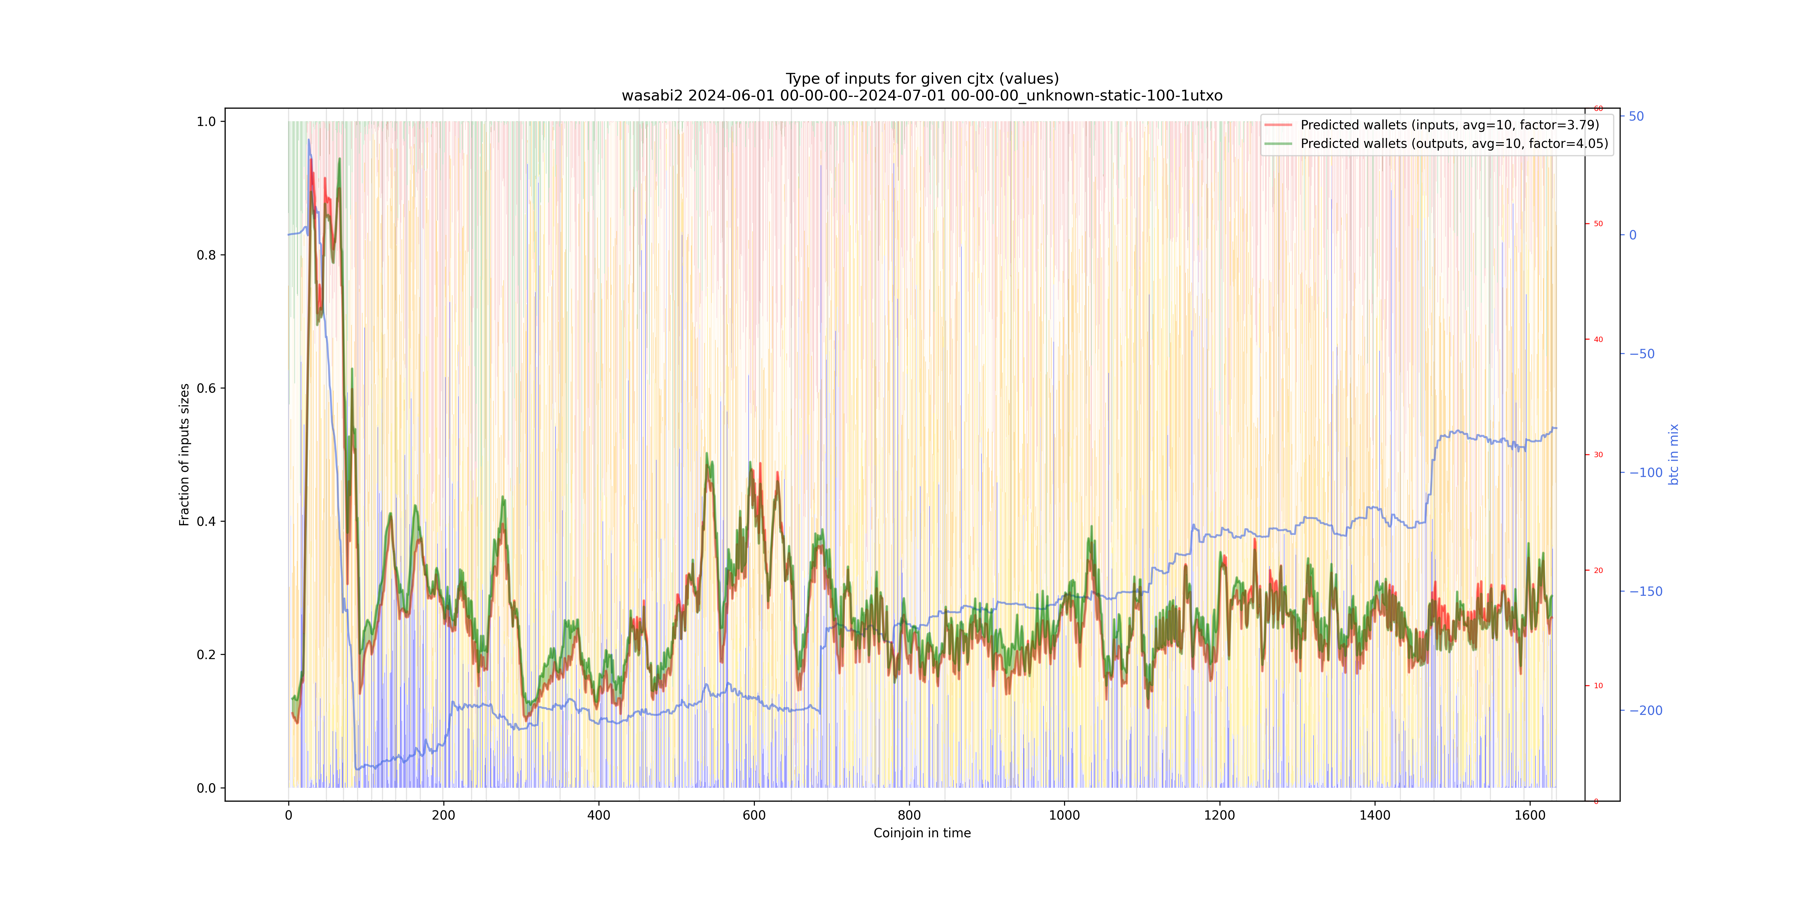 Type of inputs for given cjtx (values)
wasabi2 2024-06-01 00-00-00--2024-07-01 00-00-00_unknown-static-100-1utxo
Predicted wallets (inputs, avg=10, factor=3.79)
Predicted wallets (outputs, avg=10, factor=4.05)
Fraction of inputs sizes
1.0
0.8
0.6
0.4
0.2
0.0
0 200 400 600 800 1000 1200 1400 1600
Coinjoin in time
60
50
40
30
20
10
0
50
0
−50
−100
−150
−200
btc in mix